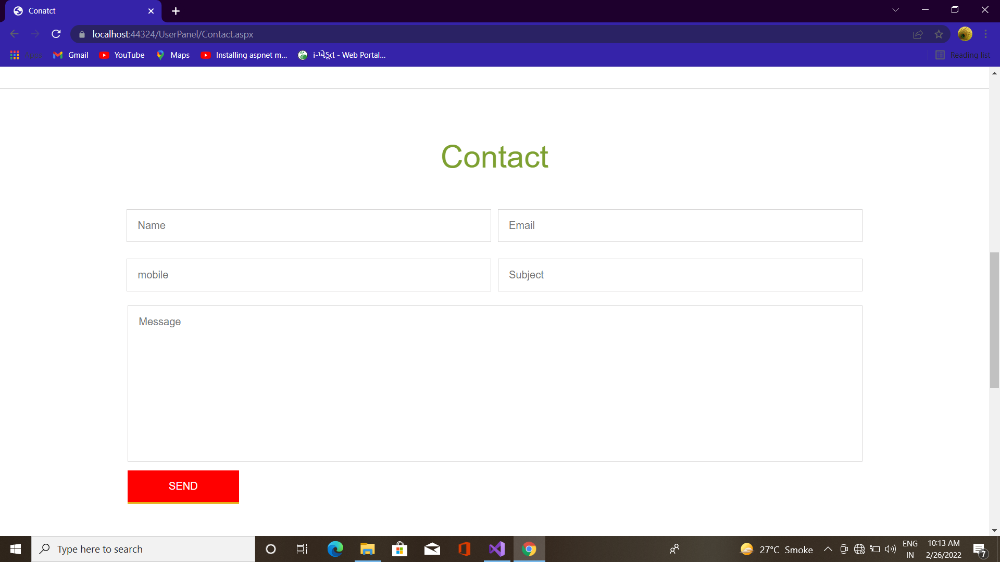 Conatct
localhost:44324/UserPanel/Contact.aspx
Apps
Gmail
YouTube
Maps
Installing aspnet m...
i-ખેડૂત - Web Portal...
Reading list
Contact
Name
Email
mobile
Subject
Message
SEND
Type here to search
27°C Smoke
ENG
IN
10:13 AM
2/26/2022
7